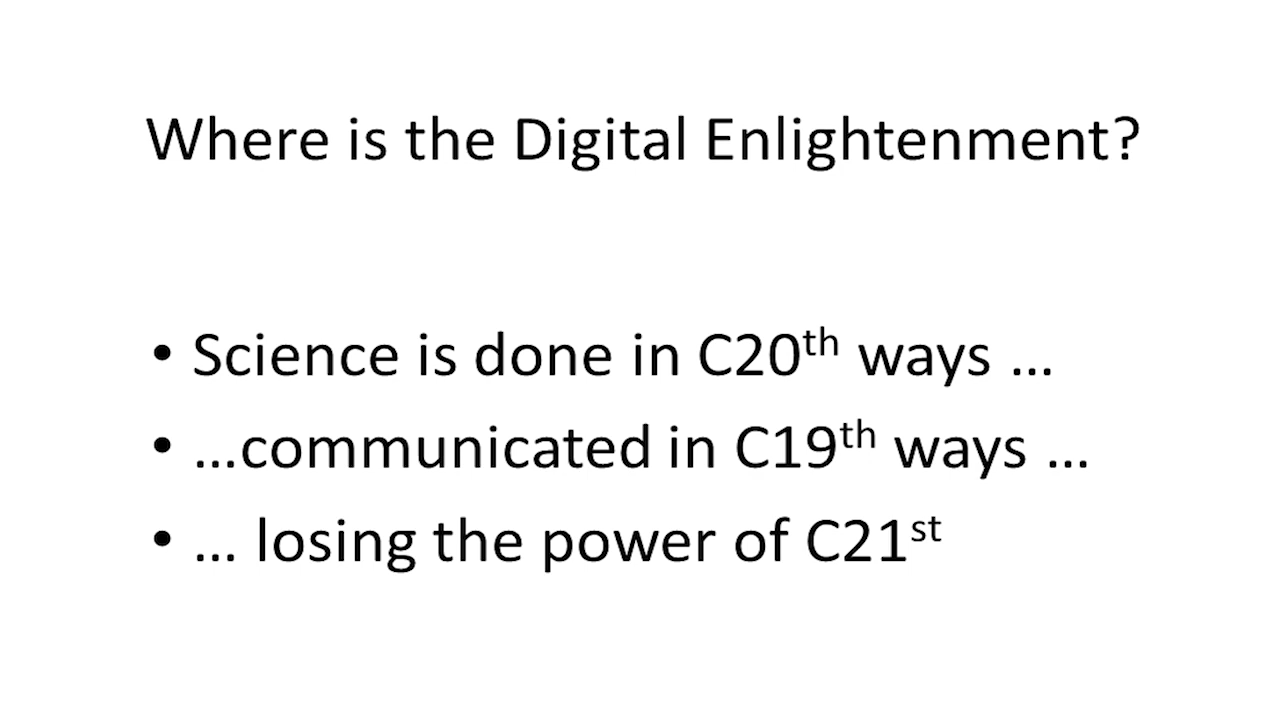 Where is the Digital Enlightenment?
• Science is done in C20th ways …
• …communicated in C19th ways …
• … losing the power of C21st